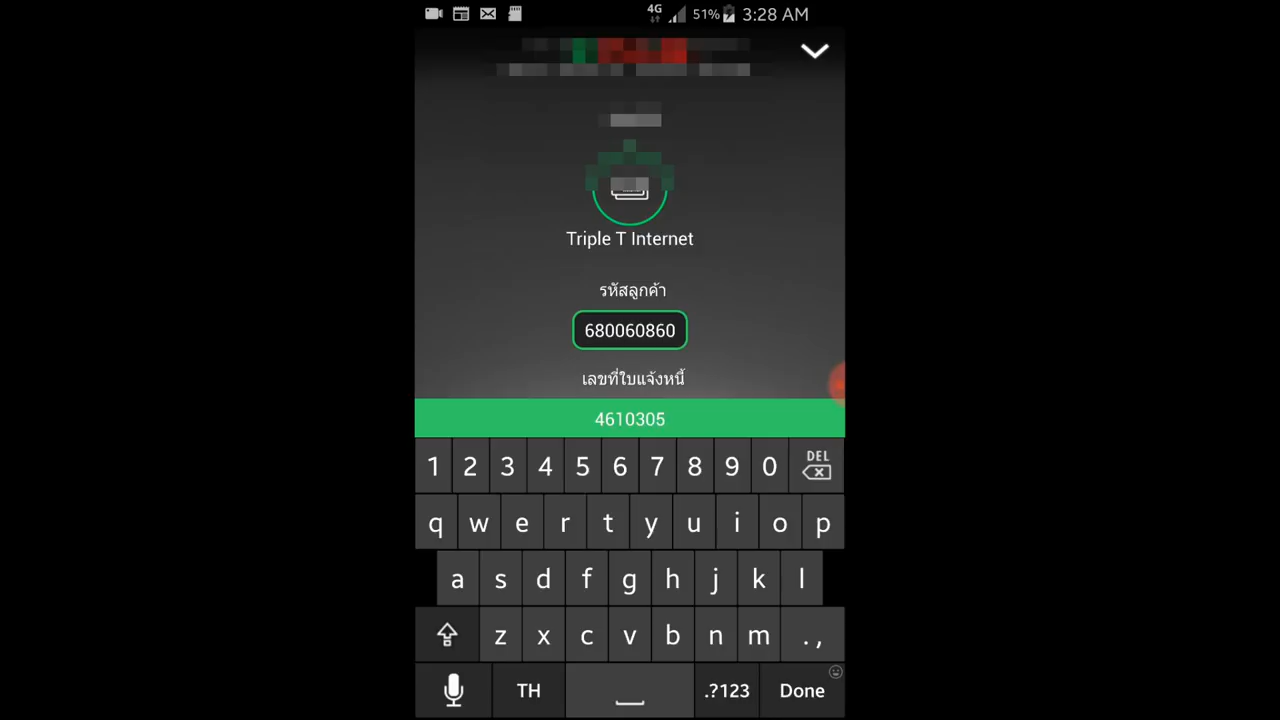 4G 51% 3:28 AM
Triple T Internet
รหัสลูกค้า
680060860
เลขที่ใบแจ้งหนี้
4610305
1 2 3 4 5 6 7 8 9 0 DEL
q w e r t y u i o p
a s d f g h j k l
z x c v b n m . ,
TH .?123 Done